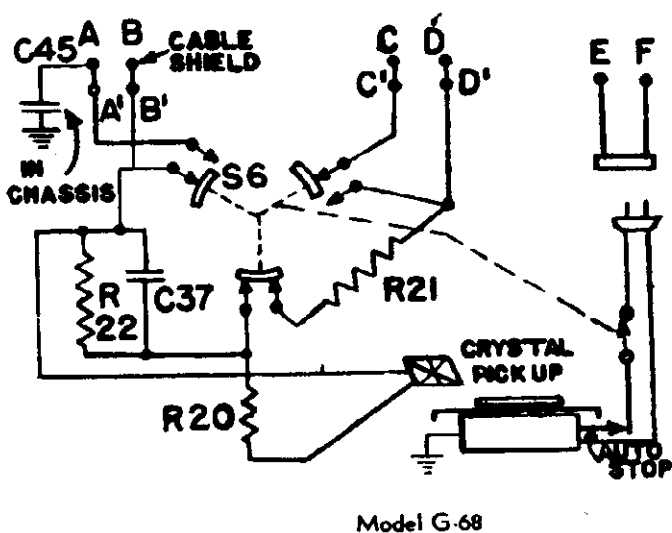 A B
C45
CABLE
SHIELD
A' B'
IN
CHASSIS
S6
C D
C' D'
E F
R
22
C37
R21
R20
CRYSTAL
PICK UP
AUTO
STOP
Model G-68